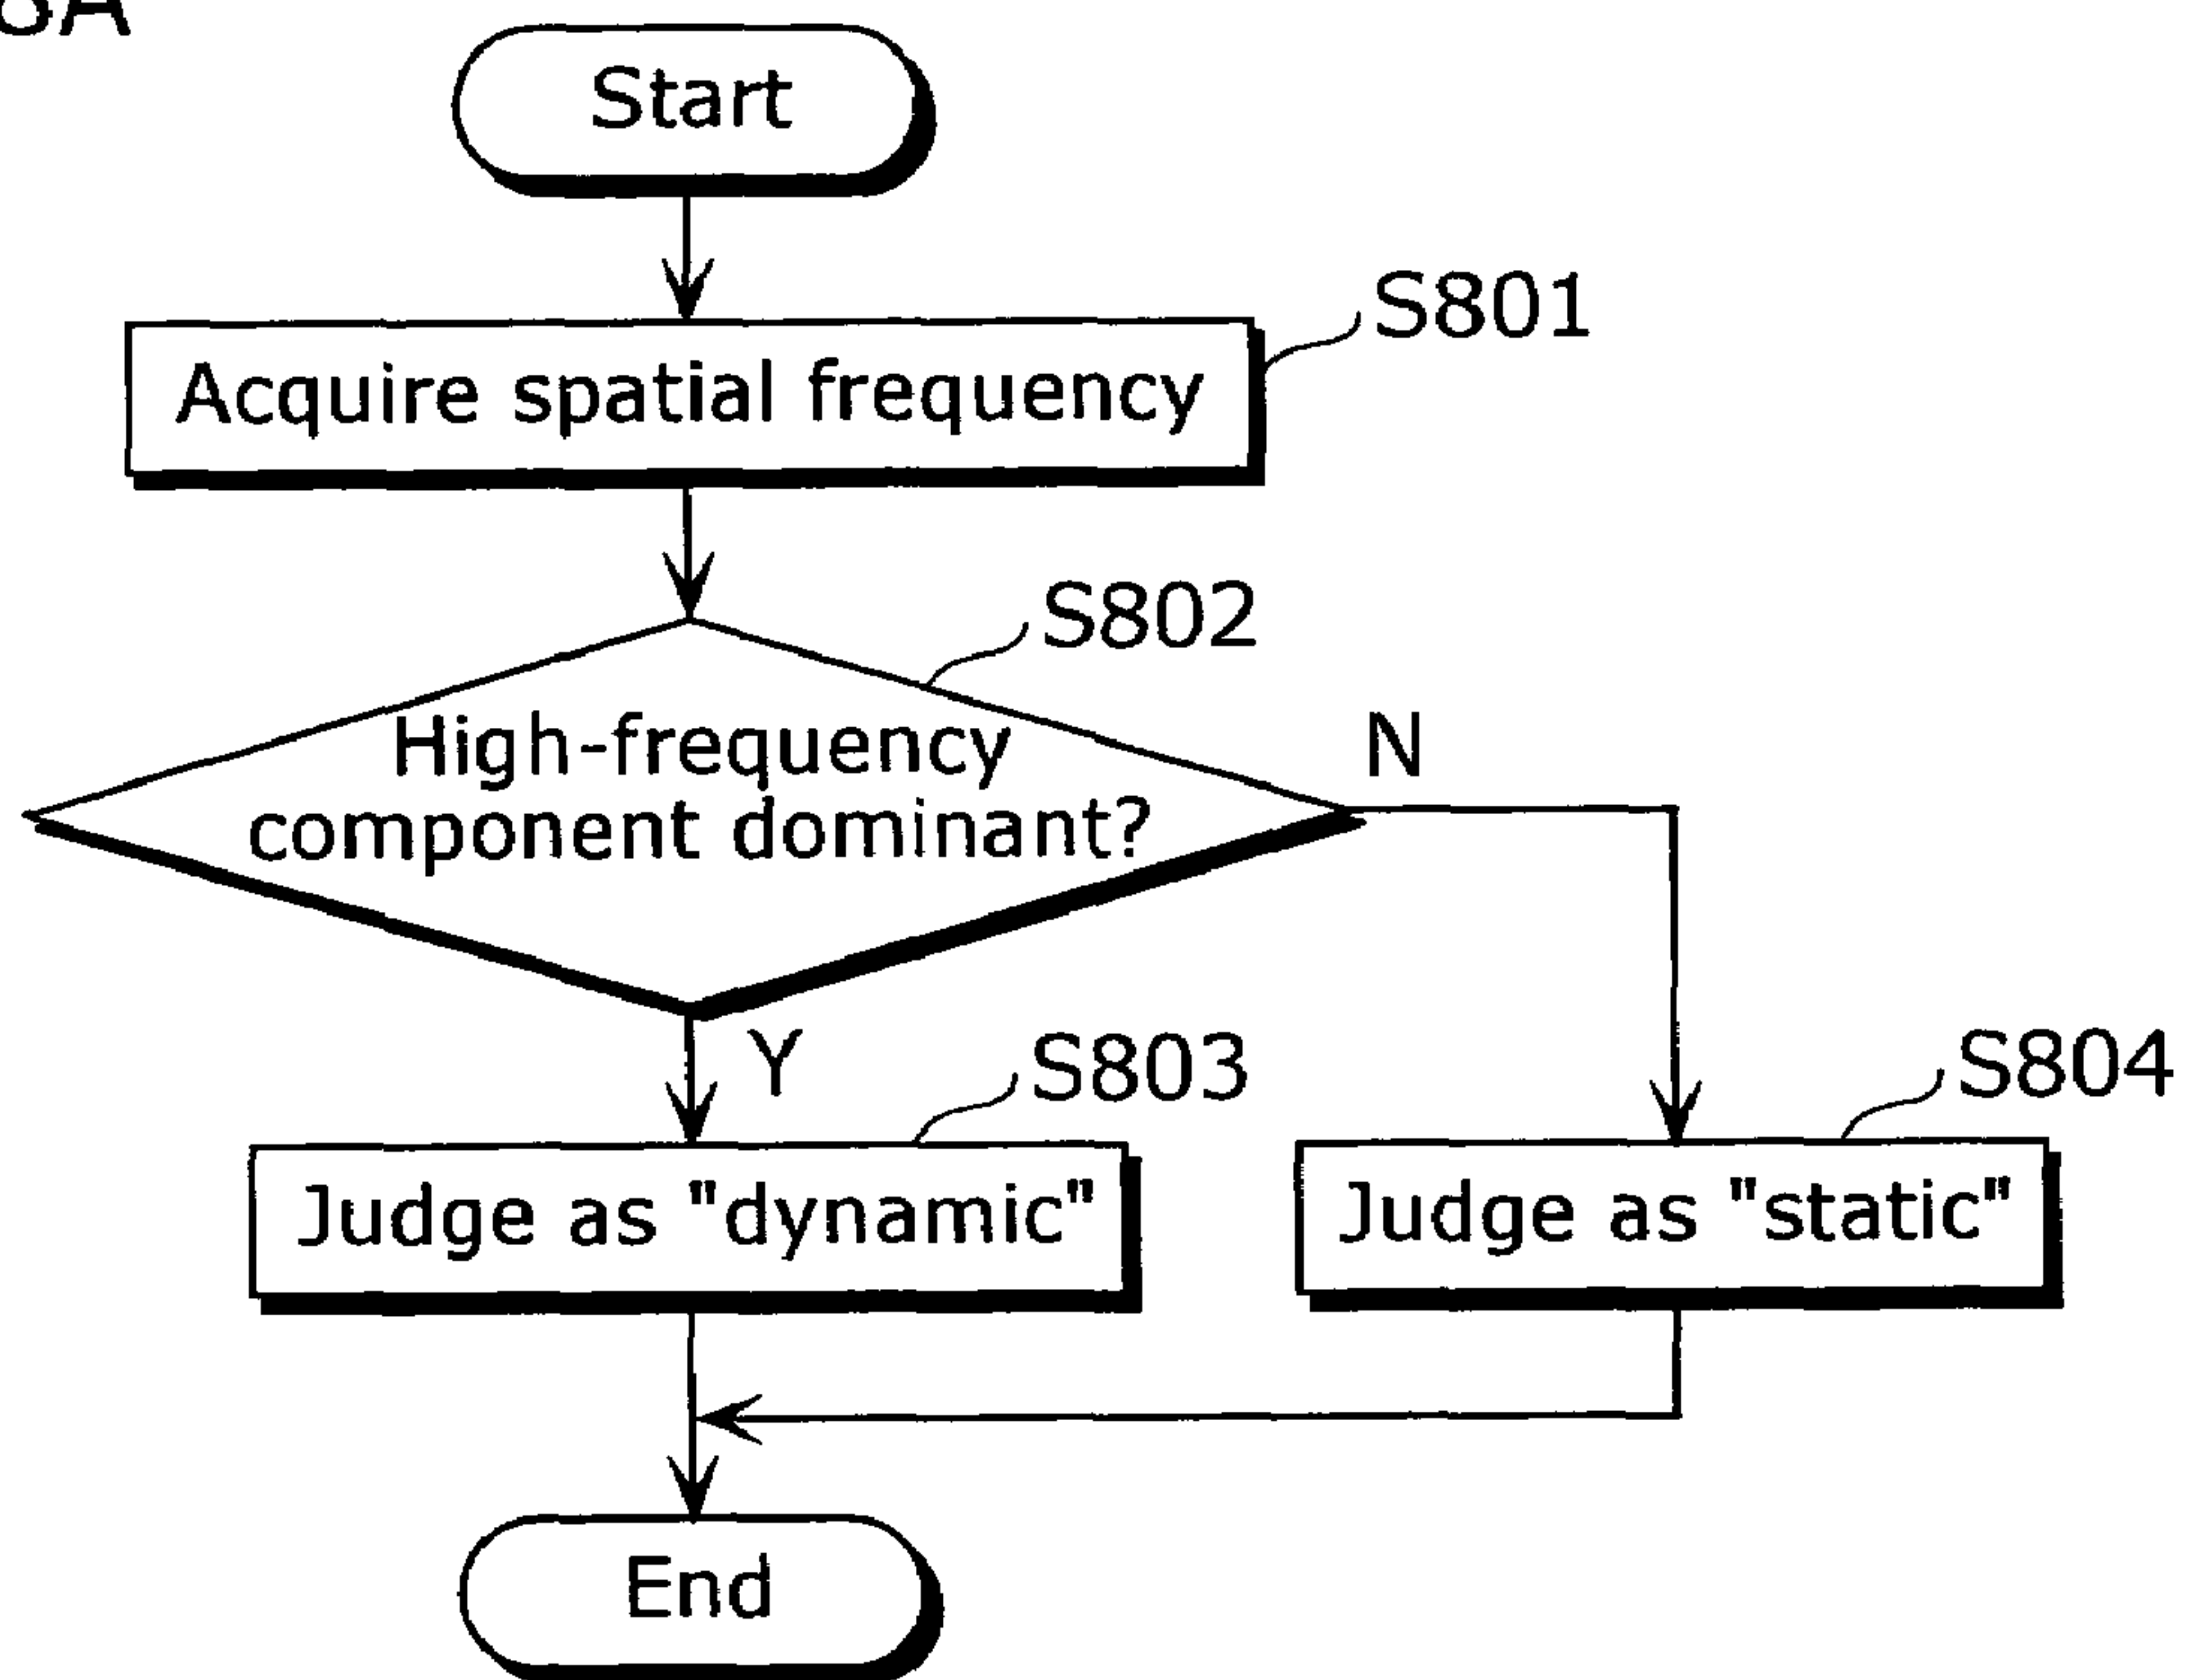 8A
Start
S801
Acquire spatial frequency
S802
High-frequency
component dominant?
N
Y
S803
S804
Judge as "dynamic"
Judge as "static"
End